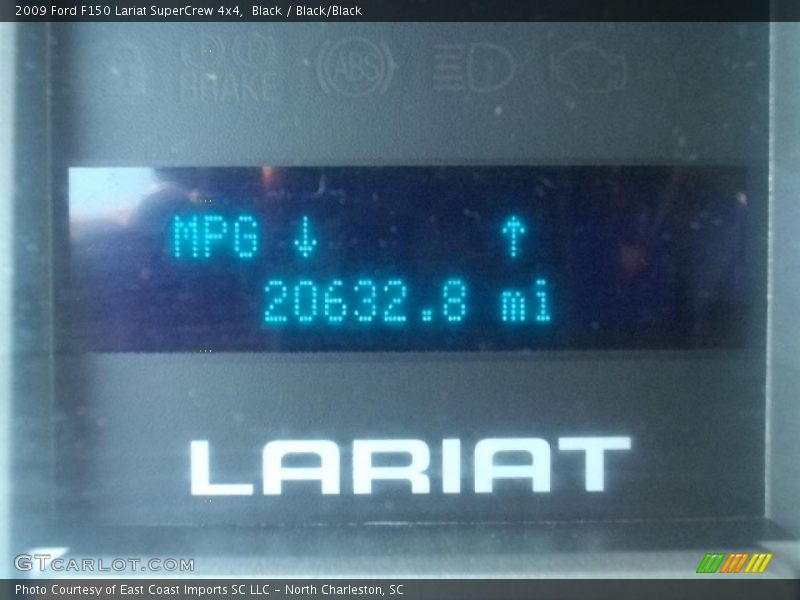 2009 Ford F150 Lariat SuperCrew 4x4,  Black / Black/Black
BRAKE
ABS
MPG ↓ ↑
20632.8 mi
LARIAT
GTCARLOT.COM
Photo Courtesy of East Coast Imports SC LLC - North Charleston, SC